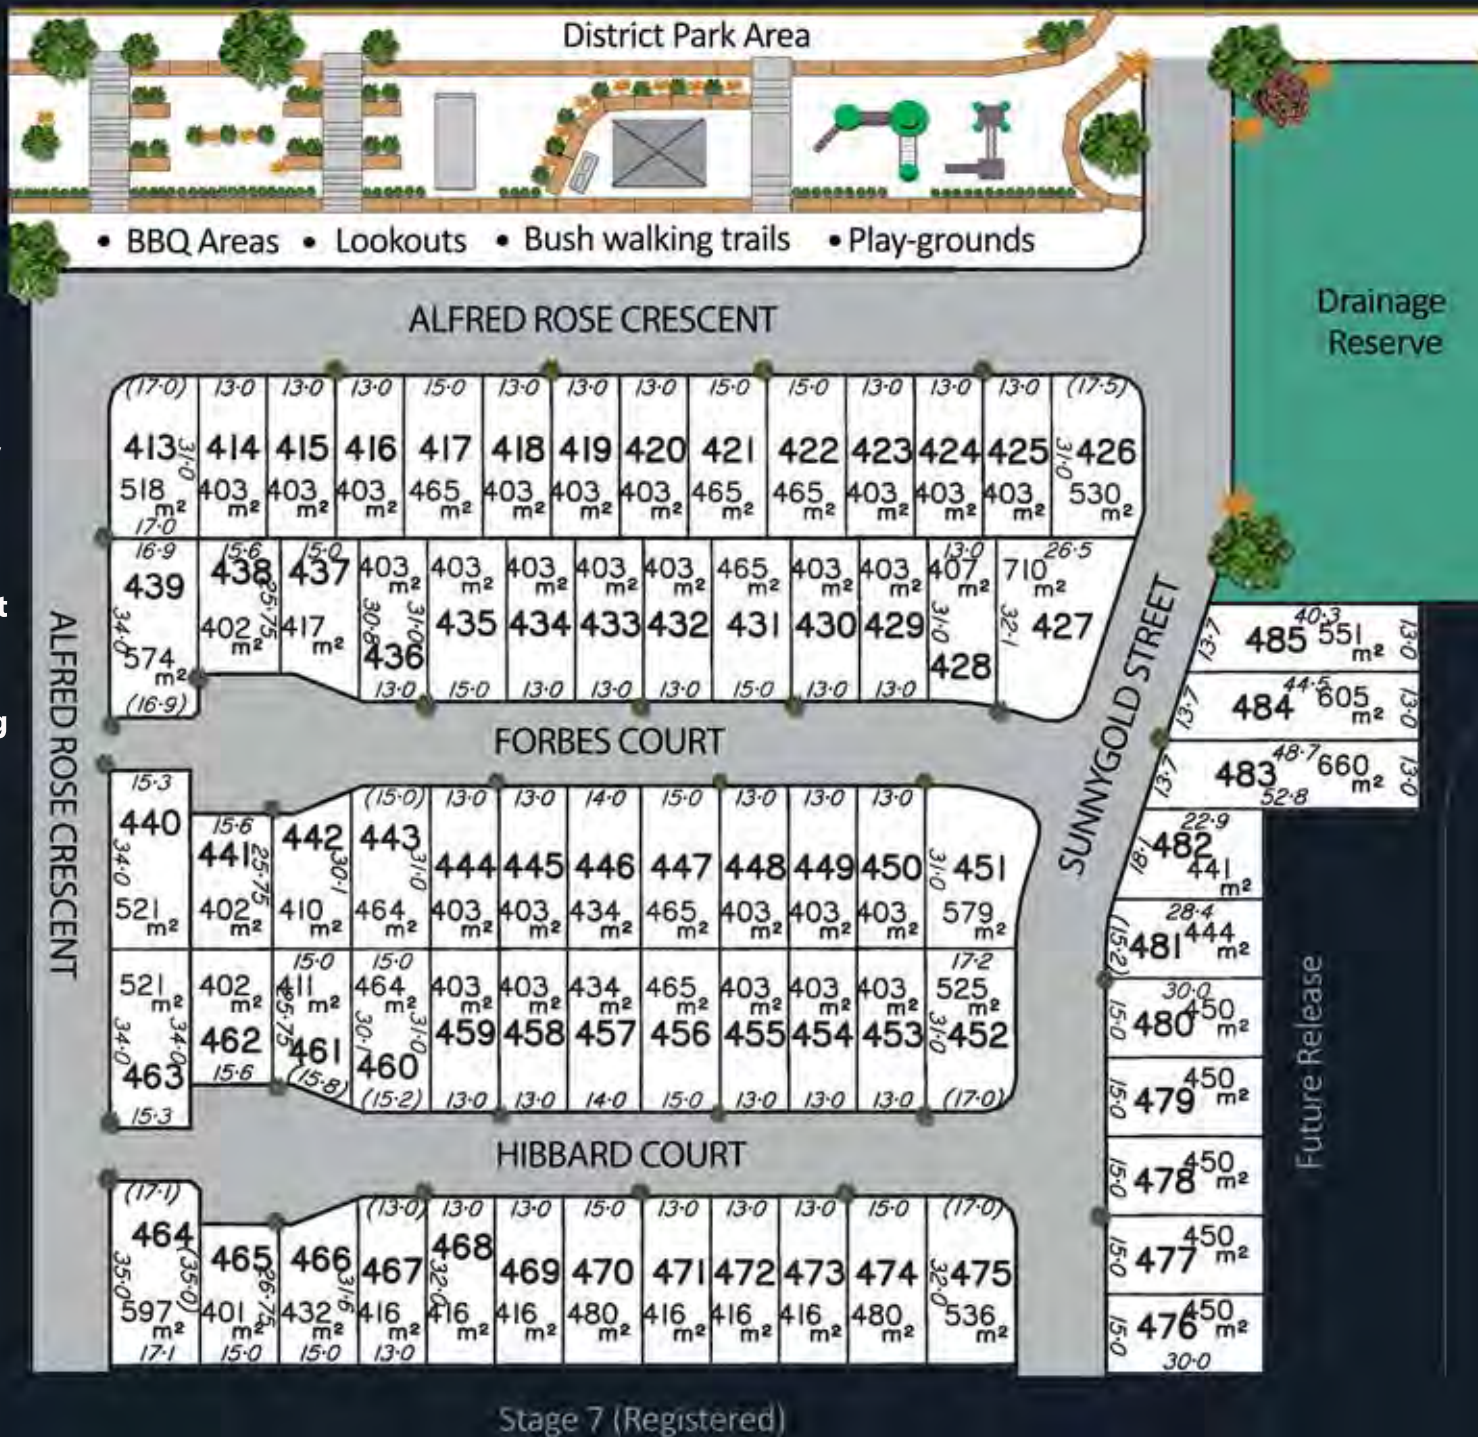 District Park Area
• BBQ Areas • Lookouts • Bush walking trails • Play-grounds
ALFRED ROSE CRESCENT
Drainage
Reserve
(17·0) 13·0 13·0 13·0 15·0 13·0 13·0 13·0 15·0 15·0 13·0 13·0 13·0 (17·5)
413 31·0 414 415 416 417 418 419 420 421 422 423 424 425 31·0 426
518 m² 403 m² 403 m² 403 m² 465 m² 403 m² 403 m² 403 m² 465 m² 465 m² 403 m² 403 m² 403 m² 530 m²
17·0
16·9 15·6 15·0 13·0 26·5
439 438 437 403 m² 403 m² 403 m² 403 m² 403 m² 465 m² 403 m² 403 m² 407 m² 710 m²
34·0 25·75 30·8 31·0 31·0 32·1
402 m² 417 m² 436 435 434 433 432 431 430 429 428 427
574 m²
(16·9) 13·0 15·0 13·0 13·0 13·0 15·0 13·0 13·0
t
g
ALFRED ROSE CRESCENT
FORBES COURT
SUNNYGOLD STREET
40·3
13·7 485 551 m² 13·0
44·5
13·7 484 605 m² 13·0
48·7
13·7 483 660 m² 13·0
52·8
22·9
18·1 482
441 m²
28·4
(15·2) 481 444 m²
30·0
15·0 480 450 m²
15·0 479 450 m²
15·0 478 450 m²
15·0 477 450 m²
15·0 476 450 m²
30·0
Future Release
15·3 15·6 (15·0) 13·0 13·0 14·0 15·0 13·0 13·0 13·0
440 441 442 443 444 445 446 447 448 449 450 451
34·0 25·75 30·1 31·0 31·0
521 m² 402 m² 410 m² 464 m² 403 m² 403 m² 434 m² 465 m² 403 m² 403 m² 403 m² 579 m²
15·0 15·0 17·2
521 m² 402 m² 411 m² 464 m² 403 m² 403 m² 434 m² 465 m² 403 m² 403 m² 403 m² 525 m²
34·0 34·0 25·75 30·1 31·0 31·0
463 462 461 460 459 458 457 456 455 454 453 452
15·3 15·6 (15·8) (15·2) 13·0 13·0 14·0 15·0 13·0 13·0 13·0 (17·0)
HIBBARD COURT
(17·1) (13·0) 13·0 13·0 15·0 13·0 13·0 13·0 15·0 (17·0)
464 465 466 467 468 469 470 471 472 473 474 475
35·0 (35·0) 26·75 31·6 32·0 32·0
597 m² 401 m² 432 m² 416 m² 416 m² 416 m² 480 m² 416 m² 416 m² 416 m² 480 m² 536 m²
17·1 15·0 15·0 13·0
Stage 7 (Registered)